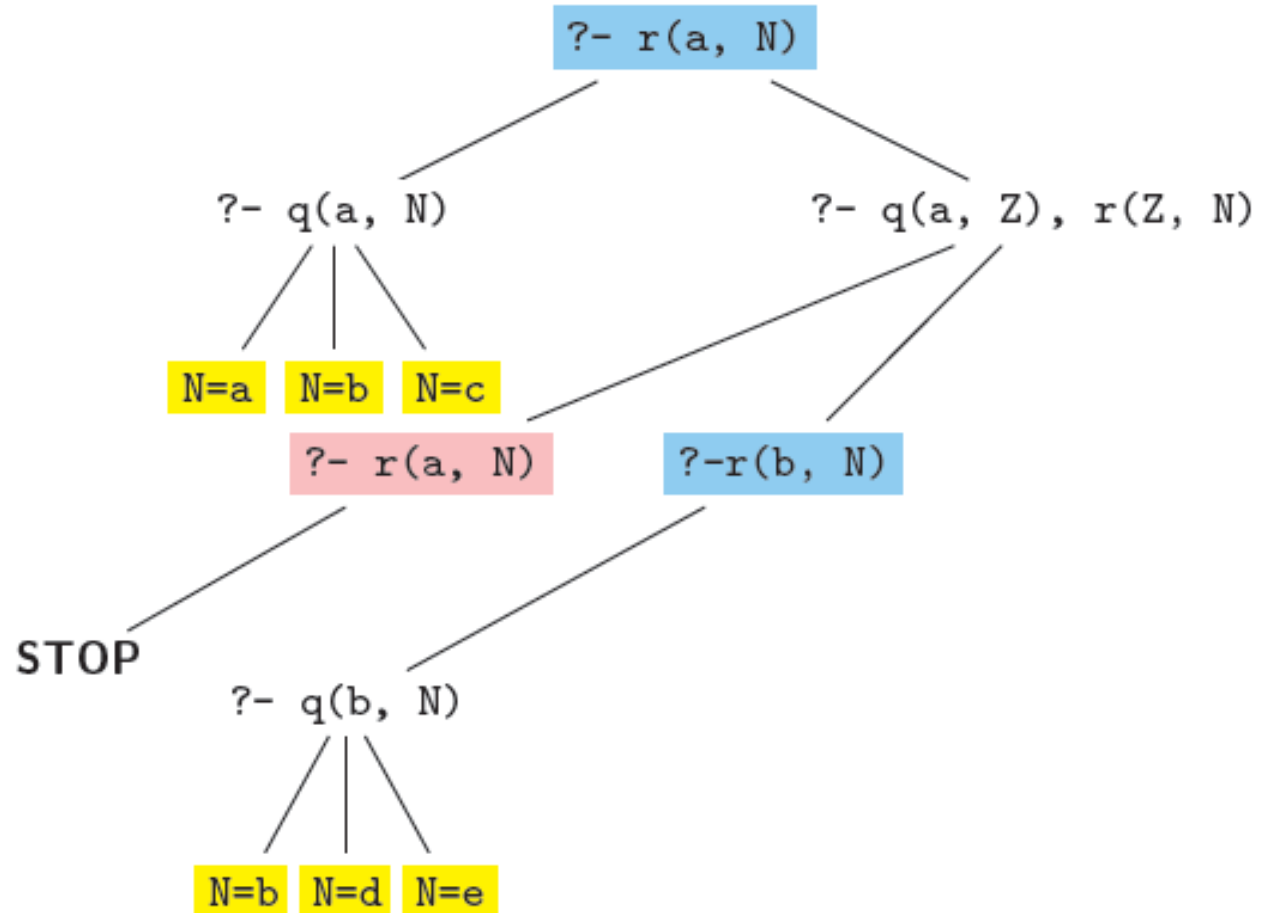 ?- r(a, N)
?- q(a, N)
?- q(a, Z), r(Z, N)
N=a N=b N=c
?- r(a, N)
?-r(b, N)
STOP
?- q(b, N)
N=b N=d N=e